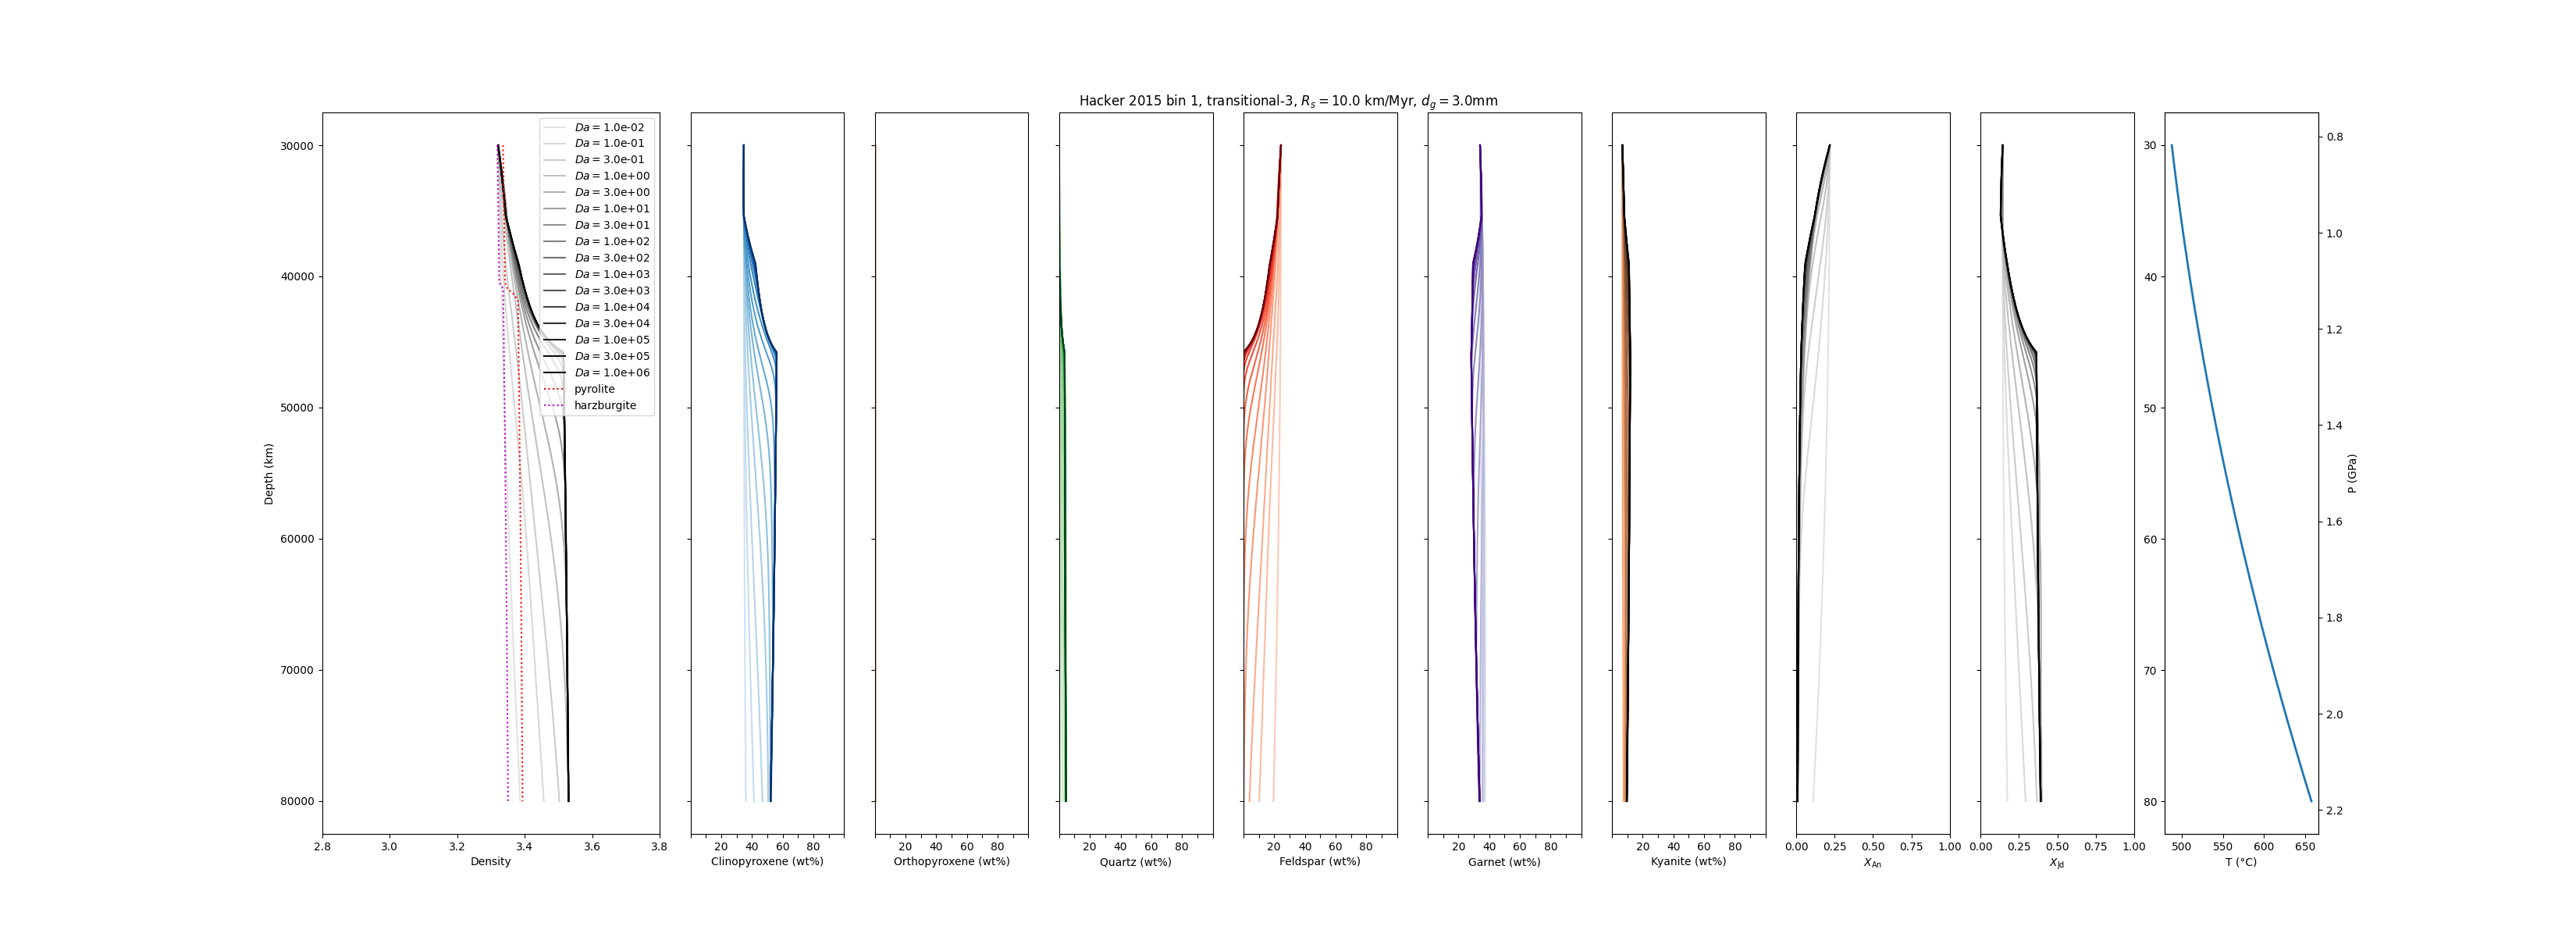 Hacker 2015 bin 1, transitional-3, Rs = 10.0 km/Myr, dg = 3.0mm
Da = 1.0e-02
Da = 1.0e-01
Da = 3.0e-01
Da = 1.0e+00
Da = 3.0e+00
Da = 1.0e+01
Da = 3.0e+01
Da = 1.0e+02
Da = 3.0e+02
Da = 1.0e+03
Da = 3.0e+03
Da = 1.0e+04
Da = 3.0e+04
Da = 1.0e+05
Da = 3.0e+05
Da = 1.0e+06
pyrolite
harzburgite
Depth (km)
30000
40000
50000
60000
70000
80000
2.8 3.0 3.2 3.4 3.6 3.8
Density
20 40 60 80
Clinopyroxene (wt%)
20 40 60 80
Orthopyroxene (wt%)
20 40 60 80
Quartz (wt%)
20 40 60 80
Feldspar (wt%)
20 40 60 80
Garnet (wt%)
20 40 60 80
Kyanite (wt%)
0.00 0.25 0.50 0.75 1.00
XAn
0.00 0.25 0.50 0.75 1.00
XJd
30
40
50
60
70
80
500 550 600 650
T (°C)
0.8
1.0
1.2
1.4
1.6
1.8
2.0
2.2
P (GPa)